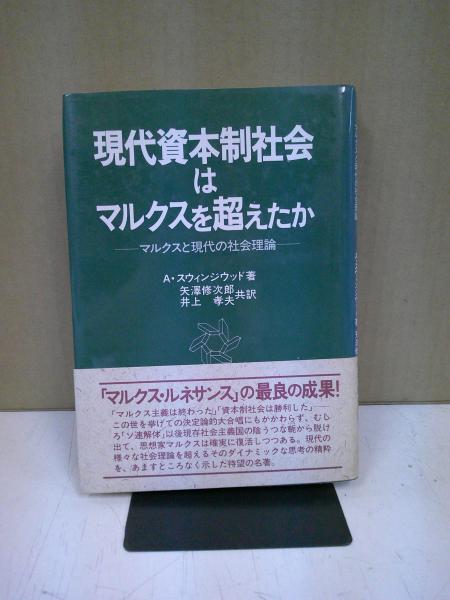 現代資本制社会
は
マルクスを超えたか
―マルクスと現代の社会理論―
A・スウィンジウッド著
矢澤修次郎
井上 孝夫 共訳
「マルクス・ルネサンス」の最良の成果!
「マルクス主義は終わった」「資本制社会は勝利した」――
この世を挙げての決定論的大合唱にもかかわらず、むし
ろ「ソ連解体」以後現存社会主義国の陰うつな軛から脱け
出て、思想家マルクスは確実に復活しつつある。現代の
様々な社会理論を超えるそのダイナミックな思考の精粋
を、あますところなく示した待望の名著。